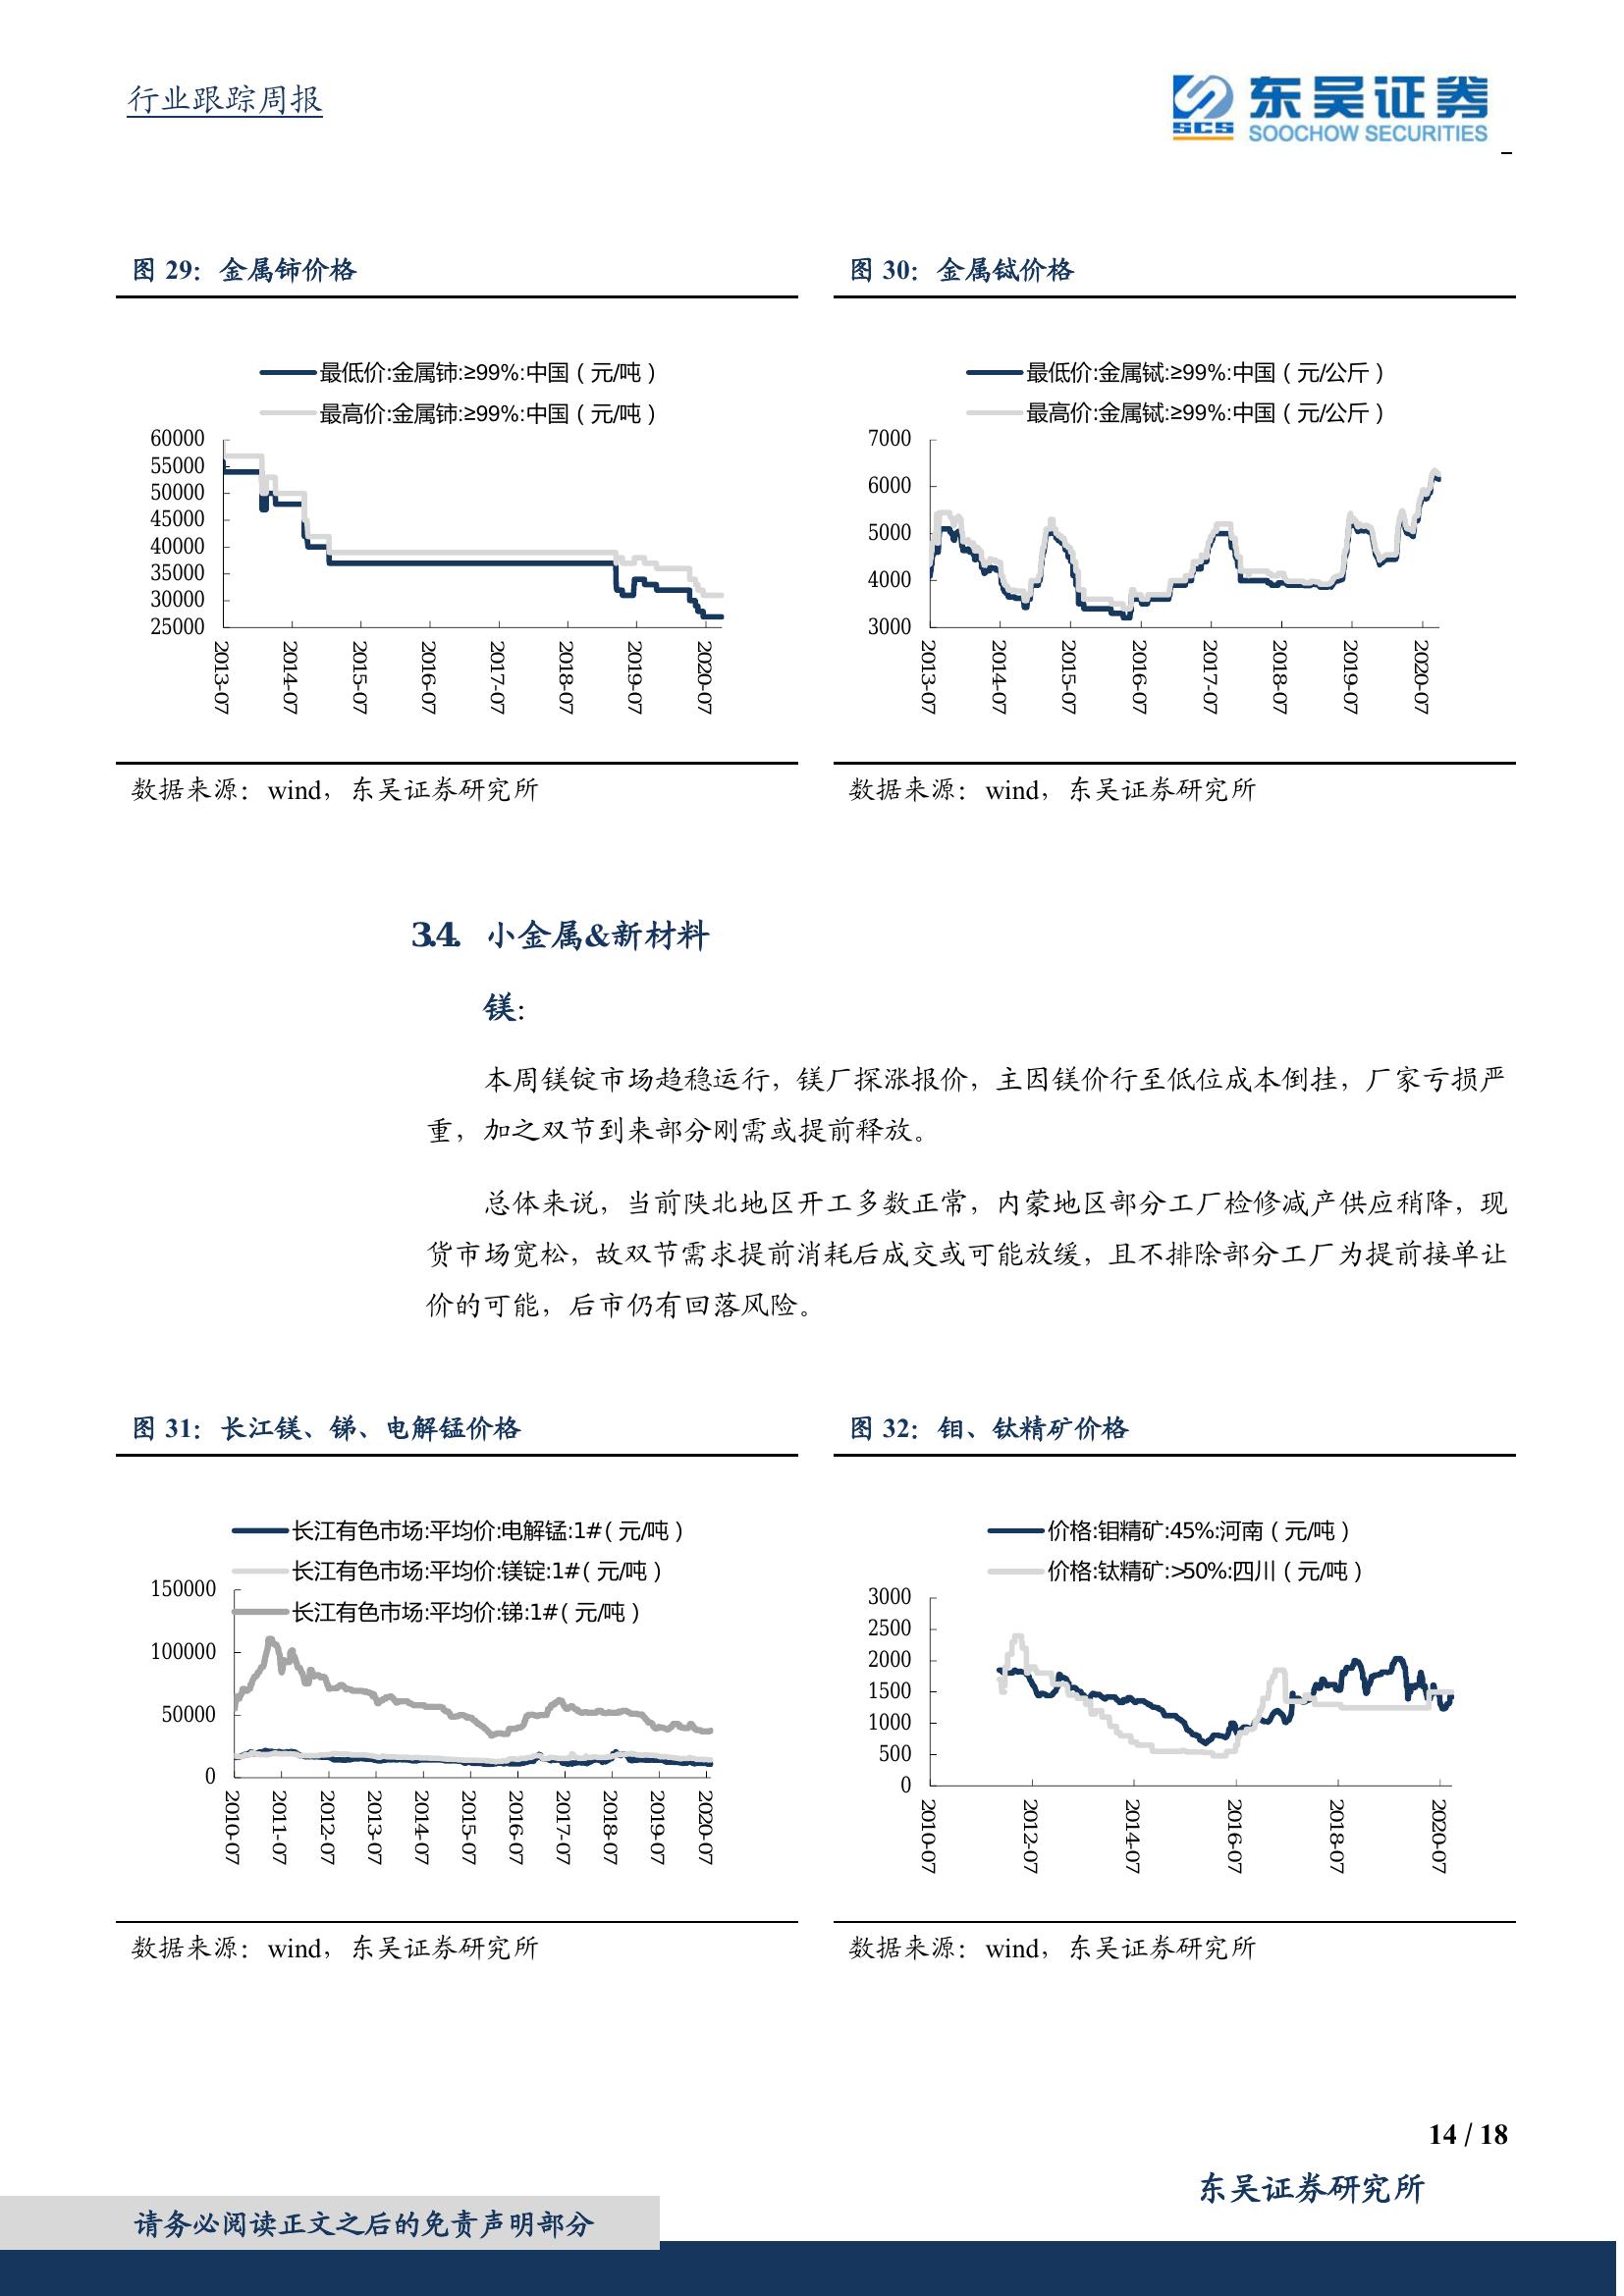 行业跟踪周报
SCS
东吴证券
SOOCHOW SECURITIES
图 29：金属铈价格
最低价:金属铈:≥99%:中国（元/吨）
最高价:金属铈:≥99%:中国（元/吨）
60000
55000
50000
45000
40000
35000
30000
25000
2013-07
2014-07
2015-07
2016-07
2017-07
2018-07
2019-07
2020-07
数据来源：wind，东吴证券研究所
图 30：金属铽价格
最低价:金属铽:≥99%:中国（元/公斤）
最高价:金属铽:≥99%:中国（元/公斤）
7000
6000
5000
4000
3000
2013-07
2014-07
2015-07
2016-07
2017-07
2018-07
2019-07
2020-07
数据来源：wind，东吴证券研究所
3.4. 小金属&新材料
镁：
本周镁锭市场趋稳运行，镁厂探涨报价，主因镁价行至低位成本倒挂，厂家亏损严
重，加之双节到来部分刚需或提前释放。
总体来说，当前陕北地区开工多数正常，内蒙地区部分工厂检修减产供应稍降，现
货市场宽松，故双节需求提前消耗后成交或可能放缓，且不排除部分工厂为提前接单让
价的可能，后市仍有回落风险。
图 31：长江镁、锑、电解锰价格
长江有色市场:平均价:电解锰:1#（元/吨）
长江有色市场:平均价:镁锭:1#（元/吨）
长江有色市场:平均价:锑:1#（元/吨）
150000
100000
50000
0
2010-07
2011-07
2012-07
2013-07
2014-07
2015-07
2016-07
2017-07
2018-07
2019-07
2020-07
数据来源：wind，东吴证券研究所
图 32：钼、钛精矿价格
价格:钼精矿:45%:河南（元/吨）
价格:钛精矿:>50%:四川（元/吨）
3000
2500
2000
1500
1000
500
0
2010-07
2012-07
2014-07
2016-07
2018-07
2020-07
数据来源：wind，东吴证券研究所
14 / 18
东吴证券研究所
请务必阅读正文之后的免责声明部分